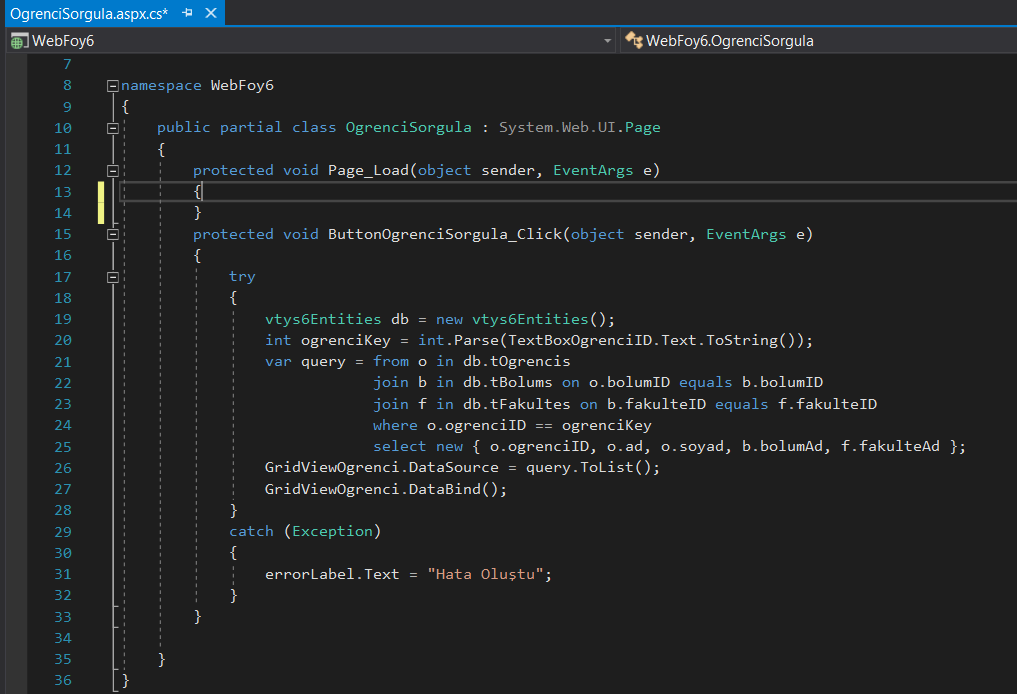 OgrenciSorgula.aspx.cs*
WebFoy6 WebFoy6.OgrenciSorgula
7
8 namespace WebFoy6
9 {
10 public partial class OgrenciSorgula : System.Web.UI.Page
11 {
12 protected void Page_Load(object sender, EventArgs e)
13 {
14 }
15 protected void ButtonOgrenciSorgula_Click(object sender, EventArgs e)
16 {
17 try
18 {
19 vtys6Entities db = new vtys6Entities();
20 int ogrenciKey = int.Parse(TextBoxOgrenciID.Text.ToString());
21 var query = from o in db.tOgrencis
22 join b in db.tBolums on o.bolumID equals b.bolumID
23 join f in db.tFakultes on b.fakulteID equals f.fakulteID
24 where o.ogrenciID == ogrenciKey
25 select new { o.ogrenciID, o.ad, o.soyad, b.bolumAd, f.fakulteAd };
26 GridViewOgrenci.DataSource = query.ToList();
27 GridViewOgrenci.DataBind();
28 }
29 catch (Exception)
30 {
31 errorLabel.Text = "Hata Oluştu";
32 }
33 }
34
35 }
36 }